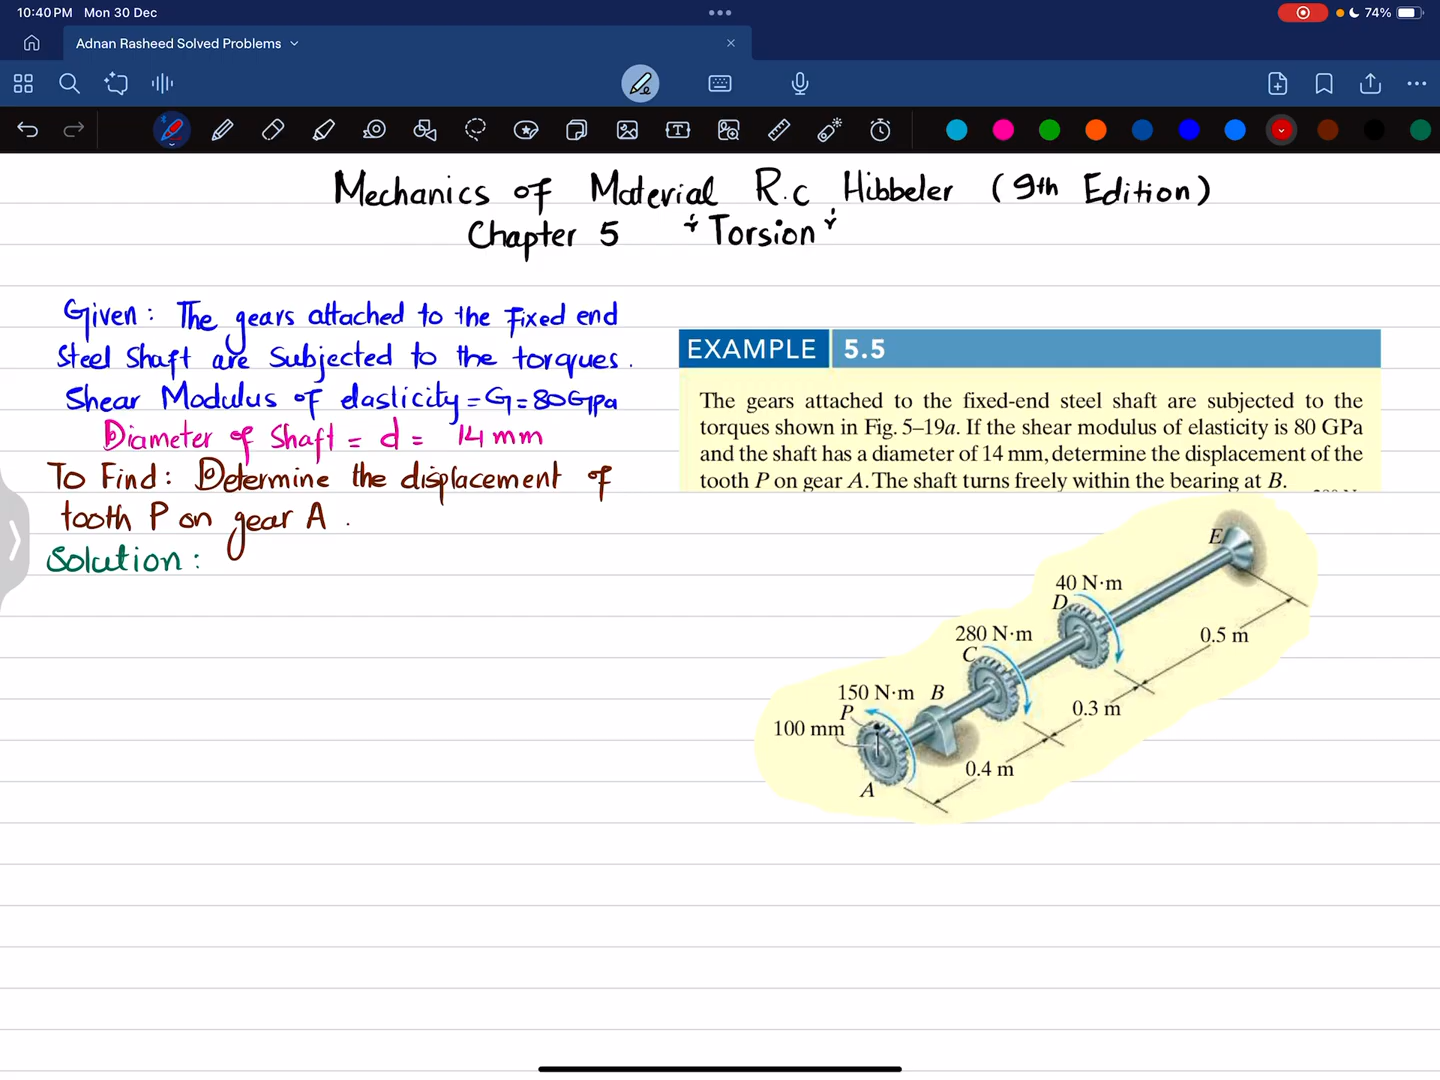 10:40 PM Mon 30 Dec
74%
Adnan Rasheed Solved Problems
Mechanics of Material R.C Hibbeler (9th Edition)
Chapter 5 "Torsion"
Given: The gears attached to the Fixed end
Steel Shaft are Subjected to the torques.
Shear Modulus of elasticity = G = 80 Gpa
Diameter of Shaft = d = 14 mm
To Find: Determine the displacement of
tooth P on gear A.
Solution:
EXAMPLE 5.5
The gears attached to the fixed-end steel shaft are subjected to the
torques shown in Fig. 5–19a. If the shear modulus of elasticity is 80 GPa
and the shaft has a diameter of 14 mm, determine the displacement of the
tooth P on gear A. The shaft turns freely within the bearing at B.
E
40 N·m
D
0.5 m
280 N·m
C
0.3 m
150 N·m B
P
100 mm
0.4 m
A